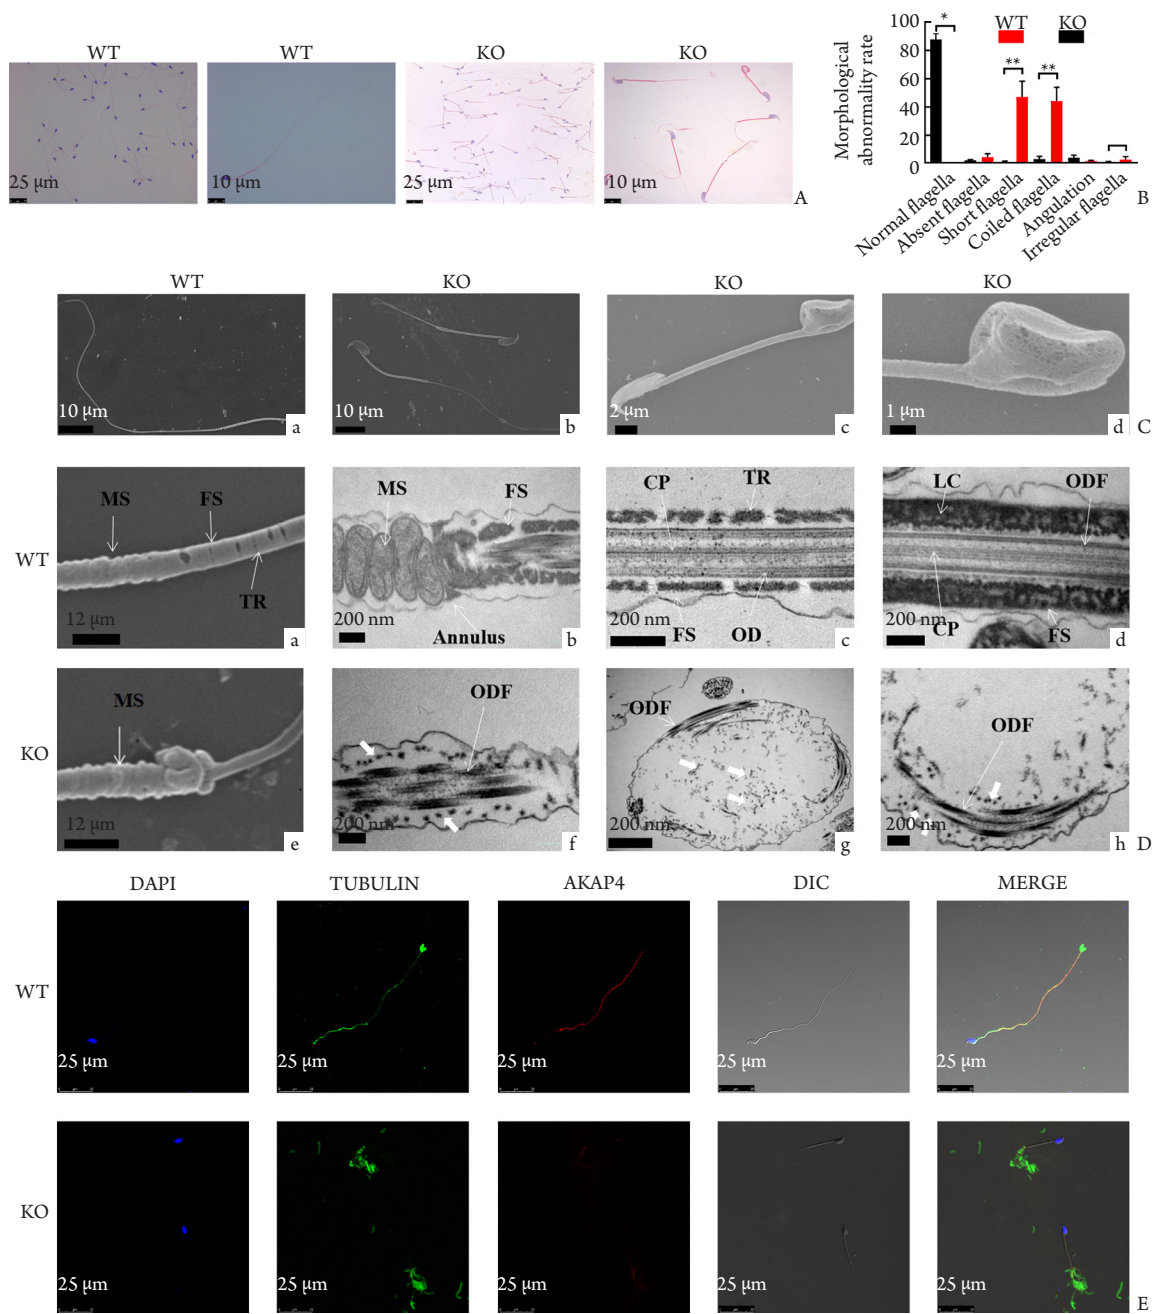 WT
WT
KO
KO
25 μm
10 μm
25 μm
10 μm
A
Morphological
abnormality rate
100
80
60
40
20
0
WT
KO
*
**
**
Normal flagella
Absent flagella
Short flagella
Coiled flagella
Angulation
Irregular flagella
B
WT
KO
KO
KO
10 μm
a
10 μm
b
2 μm
c
1 μm
d
C
WT
MS
FS
TR
12 μm
a
MS
FS
Annulus
200 nm
b
CP
TR
200 nm
FS
OD
c
LC
ODF
200 nm
CP
FS
d
KO
MS
12 μm
e
ODF
200 nm
f
ODF
200 nm
g
ODF
200 nm
h
D
DAPI
TUBULIN
AKAP4
DIC
MERGE
WT
25 μm
25 μm
25 μm
25 μm
25 μm
KO
25 μm
25 μm
25 μm
25 μm
25 μm
E